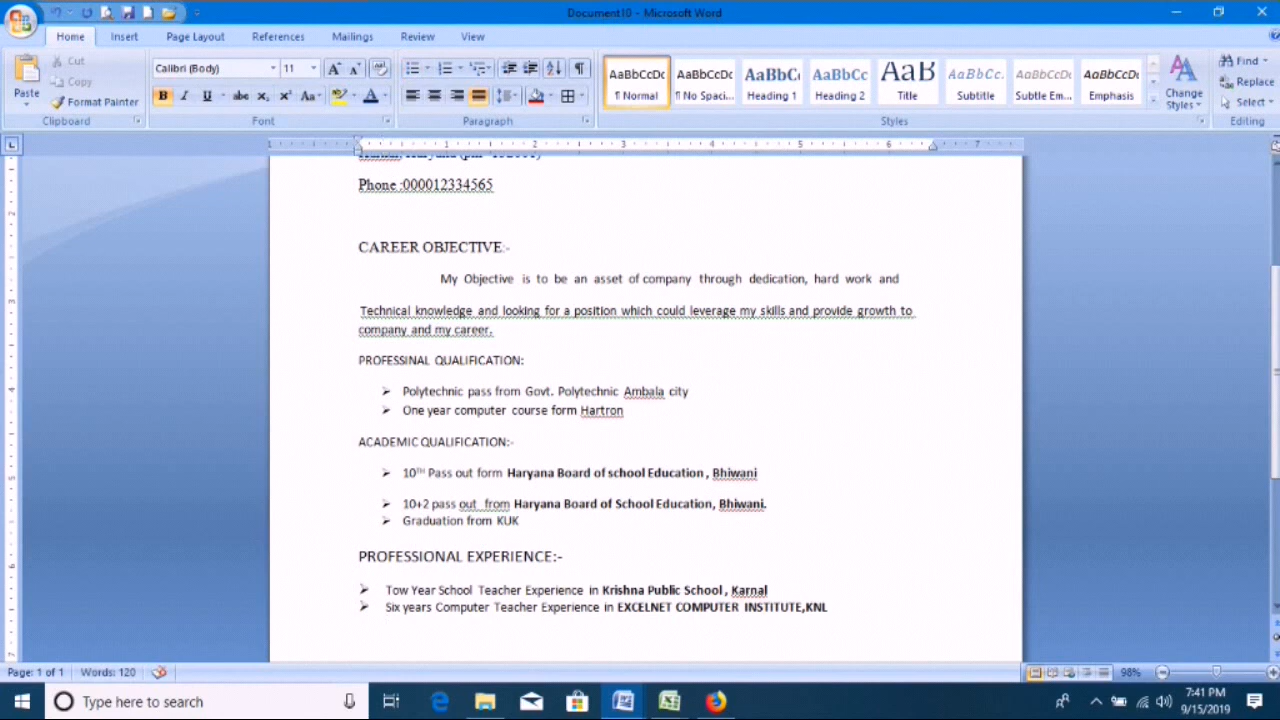 Document10 - Microsoft Word
Home Insert Page Layout References Mailings Review View
Paste
Cut
Copy
Format Painter
Clipboard
Calibri (Body) 11
B I U abc x₂ x² Aa
Font
Paragraph
AaBbCcDc AaBbCcDc AaBbCc AaBbCc AaB AaBbCc. AaBbCcDc AaBbCcDc
¶ Normal ¶ No Spaci... Heading 1 Heading 2 Title Subtitle Subtle Em... Emphasis
Change Styles
Styles
Find
Replace
Select
Editing
Phone :000012334565
CAREER OBJECTIVE:-
My Objective is to be an asset of company through dedication, hard work and
Technical knowledge and looking for a position which could leverage my skills and provide growth to
company and my career.
PROFESSINAL QUALIFICATION:
Polytechnic pass from Govt. Polytechnic Ambala city
One year computer course form Hartron
ACADEMIC QUALIFICATION:-
10TH Pass out form Haryana Board of school Education , Bhiwani
10+2 pass out from Haryana Board of School Education, Bhiwani.
Graduation from KUK
PROFESSIONAL EXPERIENCE:-
Tow Year School Teacher Experience in Krishna Public School , Karnal
Six years Computer Teacher Experience in EXCELNET COMPUTER INSTITUTE,KNL
Page: 1 of 1 Words: 120 98%
Type here to search
7:41 PM
9/15/2019